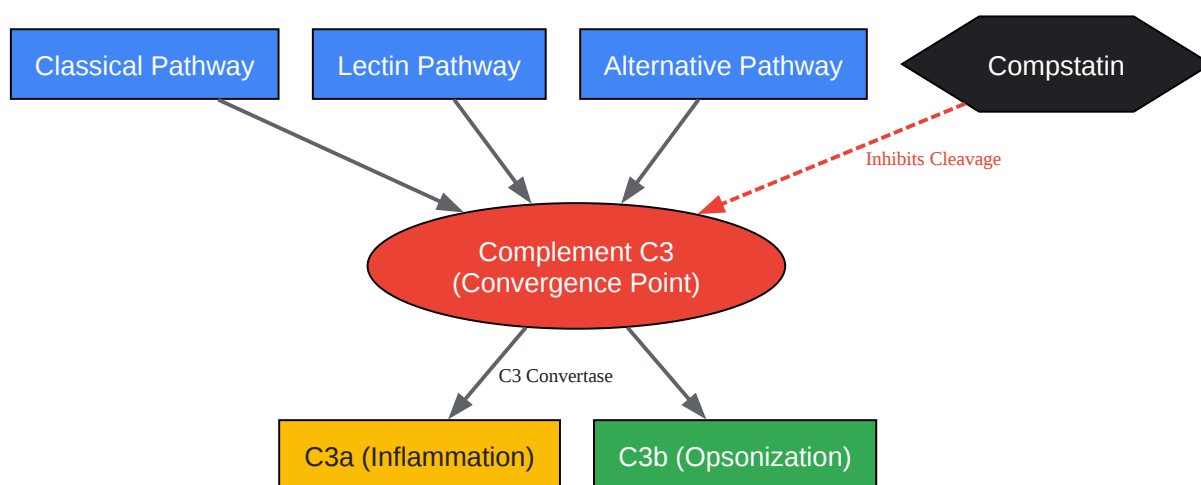 Classical Pathway
Lectin Pathway
Alternative Pathway
Compstatin
Inhibits Cleavage
Complement C3
(Convergence Point)
C3 Convertase
C3a (Inflammation)
C3b (Opsonization)